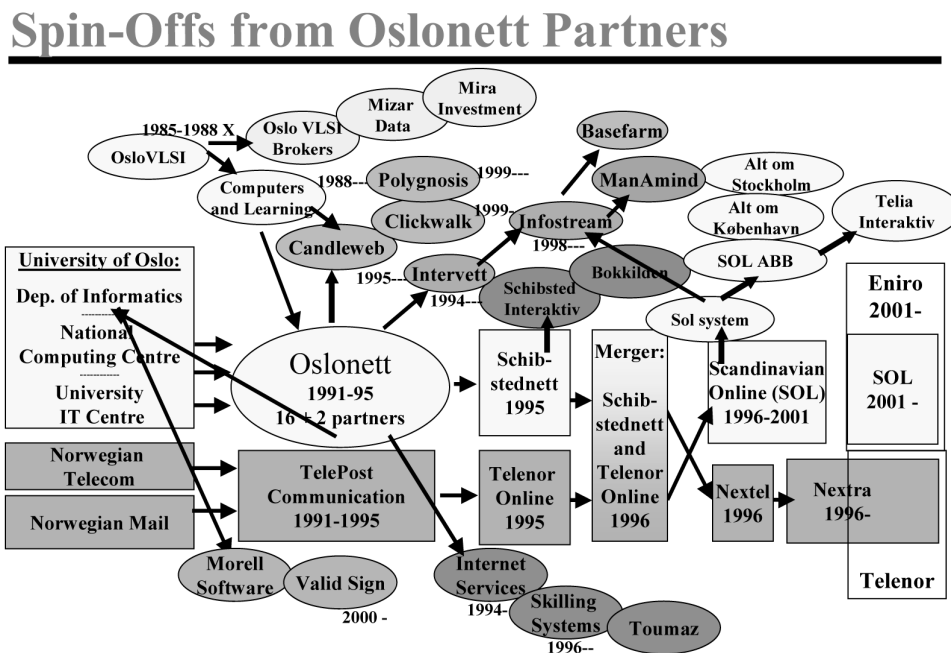 Spin-Offs from Oslonett Partners
Mira
Investment
Mizar
Data
1985-1988 X
Oslo VLSI
Brokers
OsloVLSI
Basefarm
Computers
and Learning
1988---
Polygnosis
1999---
ManAmind
Alt om
Stockholm
Clickwalk
1999-
Infostream
1998---
Alt om
København
Telia
Interaktiv
Candleweb
1995---
Intervett
1994---
Schibsted
Interaktiv
Bokkilden
SOL ABB
Sol system
University of Oslo:
Dep. of Informatics
-----------
National
Computing Centre
-------------
University
IT Centre
Oslonett
1991-95
16 + 2 partners
Schib-
stednett
1995
Merger:
Schib-
stednett
and
Telenor
Online
1996
Scandinavian
Online (SOL)
1996-2001
Eniro
2001-
SOL
2001 -
Norwegian
Telecom
Norwegian Mail
TelePost
Communication
1991-1995
Telenor
Online
1995
Nextel
1996
Nextra
1996-
Telenor
Morell
Software
Valid Sign
2000 -
Internet
Services
1994-
Skilling
Systems
1996--
Toumaz